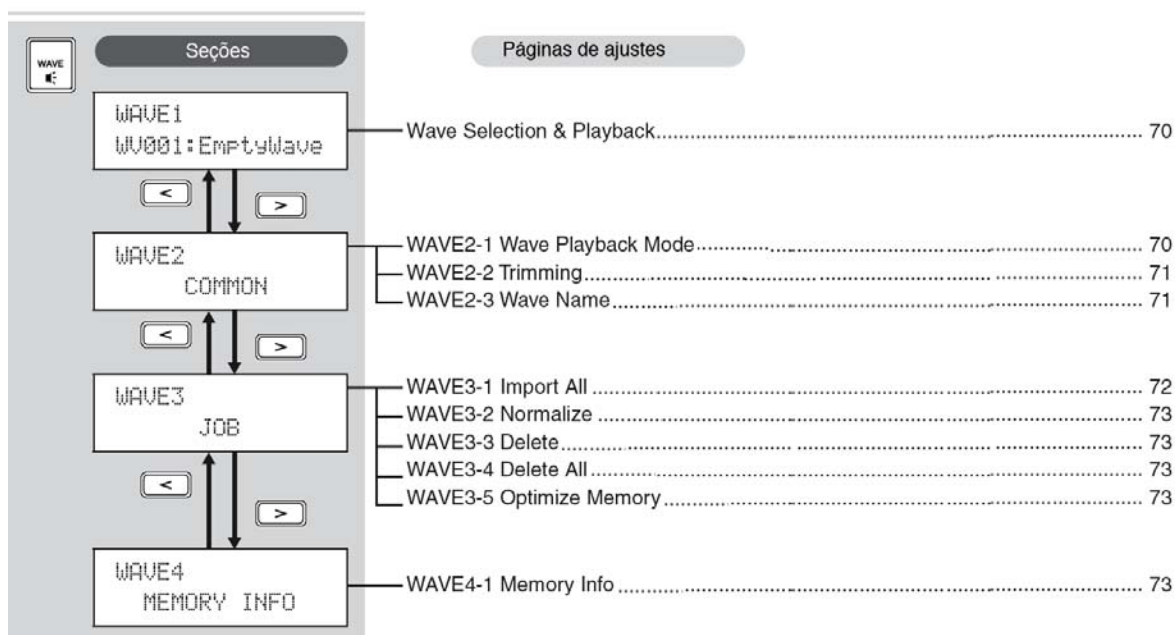 WAVE
Seções
Páginas de ajustes
WAVE1
WV001:EmptyWave
Wave Selection & Playback 70
<
>
WAVE2
COMMON
WAVE2-1 Wave Playback Mode 70
WAVE2-2 Trimming 71
WAVE2-3 Wave Name 71
<
>
WAVE3
JOB
WAVE3-1 Import All 72
WAVE3-2 Normalize 73
WAVE3-3 Delete 73
WAVE3-4 Delete All 73
WAVE3-5 Optimize Memory 73
<
>
WAVE4
MEMORY INFO
WAVE4-1 Memory Info 73